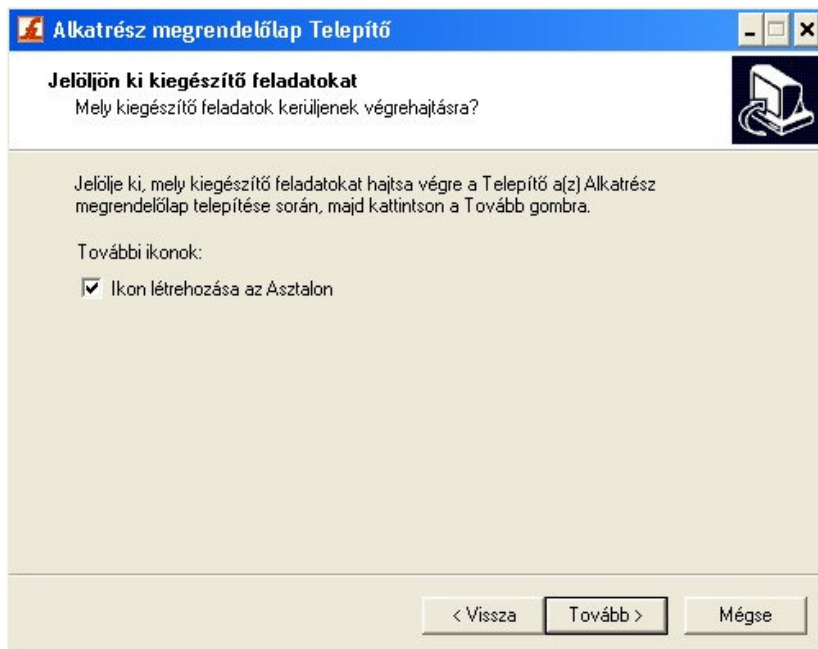 Alkatrész megrendelőlap Telepítő
Jelöljön ki kiegészítő feladatokat
Mely kiegészítő feladatok kerüljenek végrehajtásra?
Jelölje ki, mely kiegészítő feladatokat hajtsa végre a Telepítő a(z) Alkatrész
megrendelőlap telepítése során, majd kattintson a Tovább gombra.
További ikonok:
Ikon létrehozása az Asztalon
< Vissza
Tovább >
Mégse